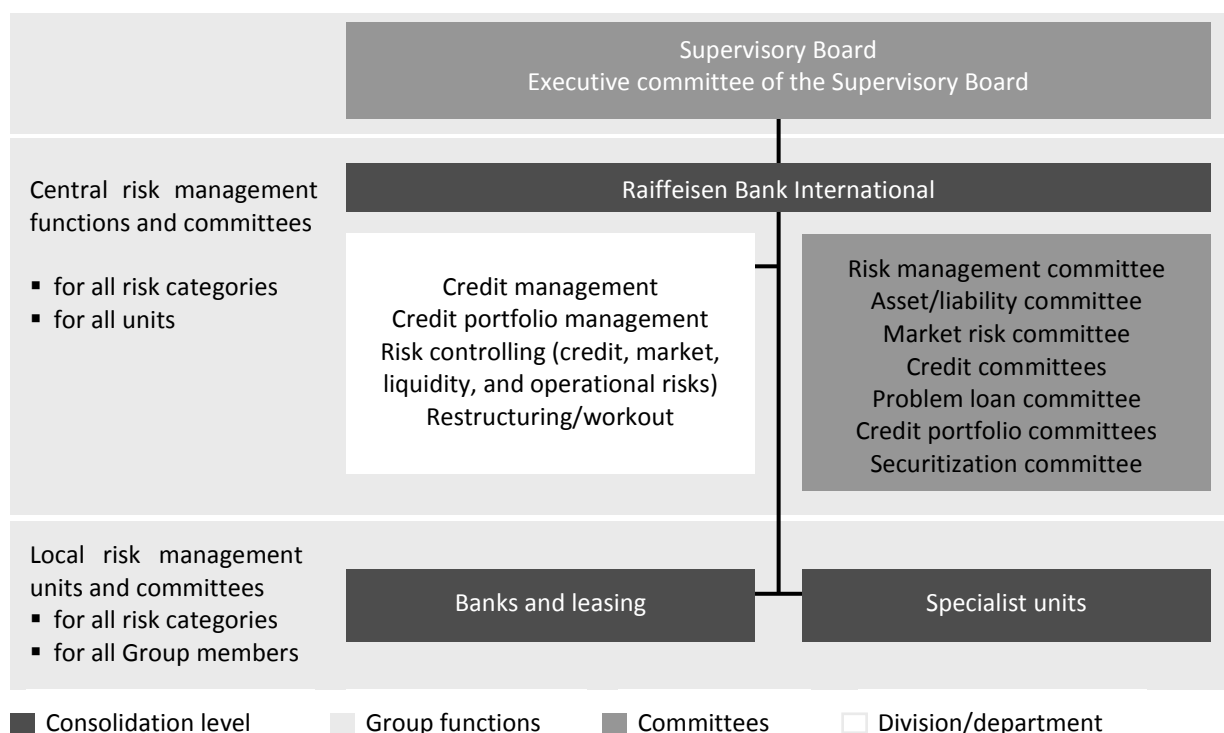 Supervisory Board
Executive committee of the Supervisory Board
Central risk management
functions and committees
▪ for all risk categories
▪ for all units
Raiffeisen Bank International
Credit management
Credit portfolio management
Risk controlling (credit, market,
liquidity, and operational risks)
Restructuring/workout
Risk management committee
Asset/liability committee
Market risk committee
Credit committees
Problem loan committee
Credit portfolio committees
Securitization committee
Local risk management
units and committees
▪ for all risk categories
▪ for all Group members
Banks and leasing
Specialist units
Consolidation level
Group functions
Committees
Division/department